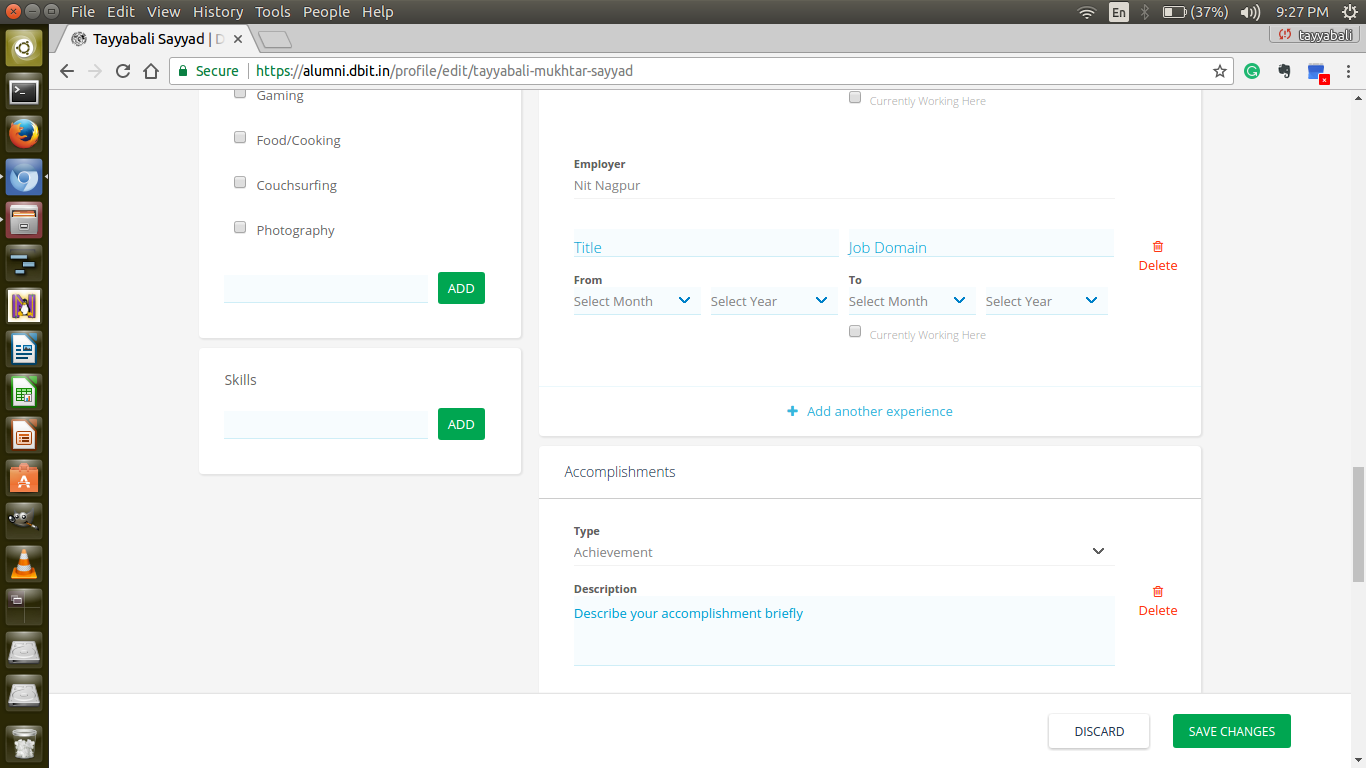 File Edit View History Tools People Help
En (37%) 9:27 PM
Tayyabali Sayyad | D
tayyabali
Secure https://alumni.dbit.in/profile/edit/tayyabali-mukhtar-sayyad
Gaming
Food/Cooking
Couchsurfing
Photography
ADD
Skills
ADD
Currently Working Here
Employer
Nit Nagpur
Title Job Domain
Delete
From To
Select Month Select Year Select Month Select Year
Currently Working Here
+ Add another experience
Accomplishments
Type
Achievement
Description
Describe your accomplishment briefly
Delete
DISCARD SAVE CHANGES